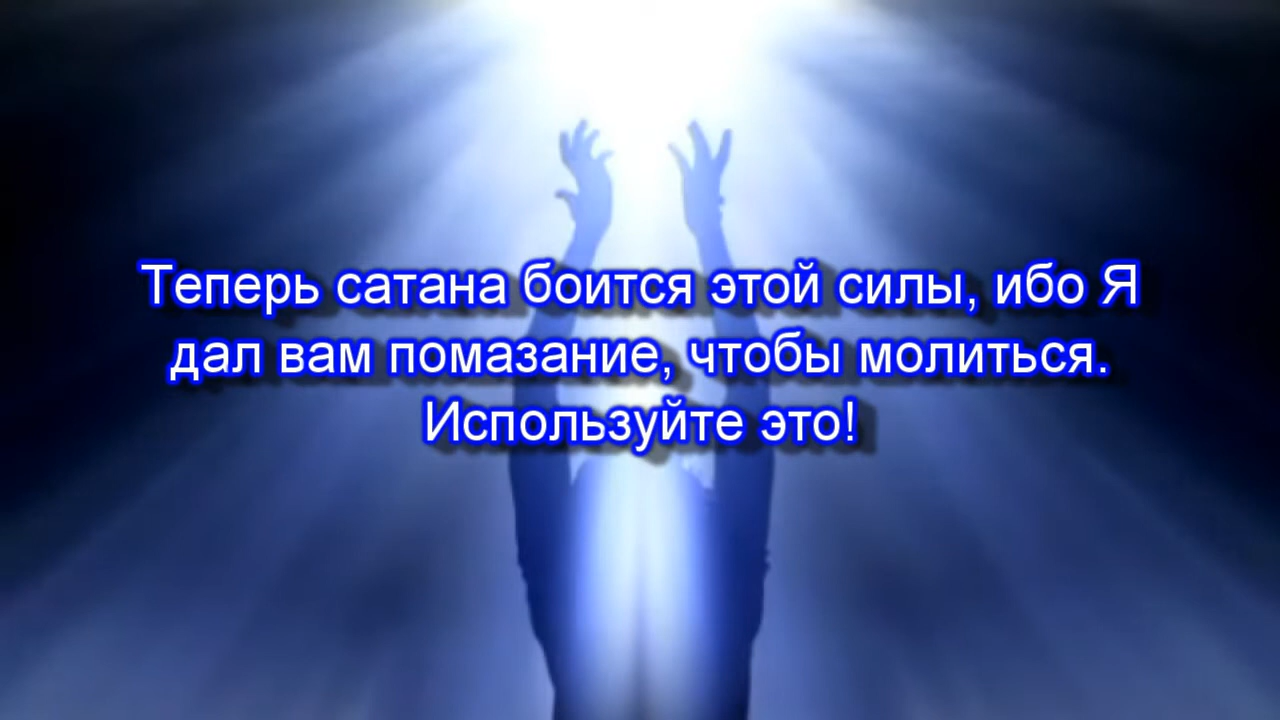 Теперь сатана боится этой силы, ибо Я
дал вам помазание, чтобы молиться.
Используйте это!